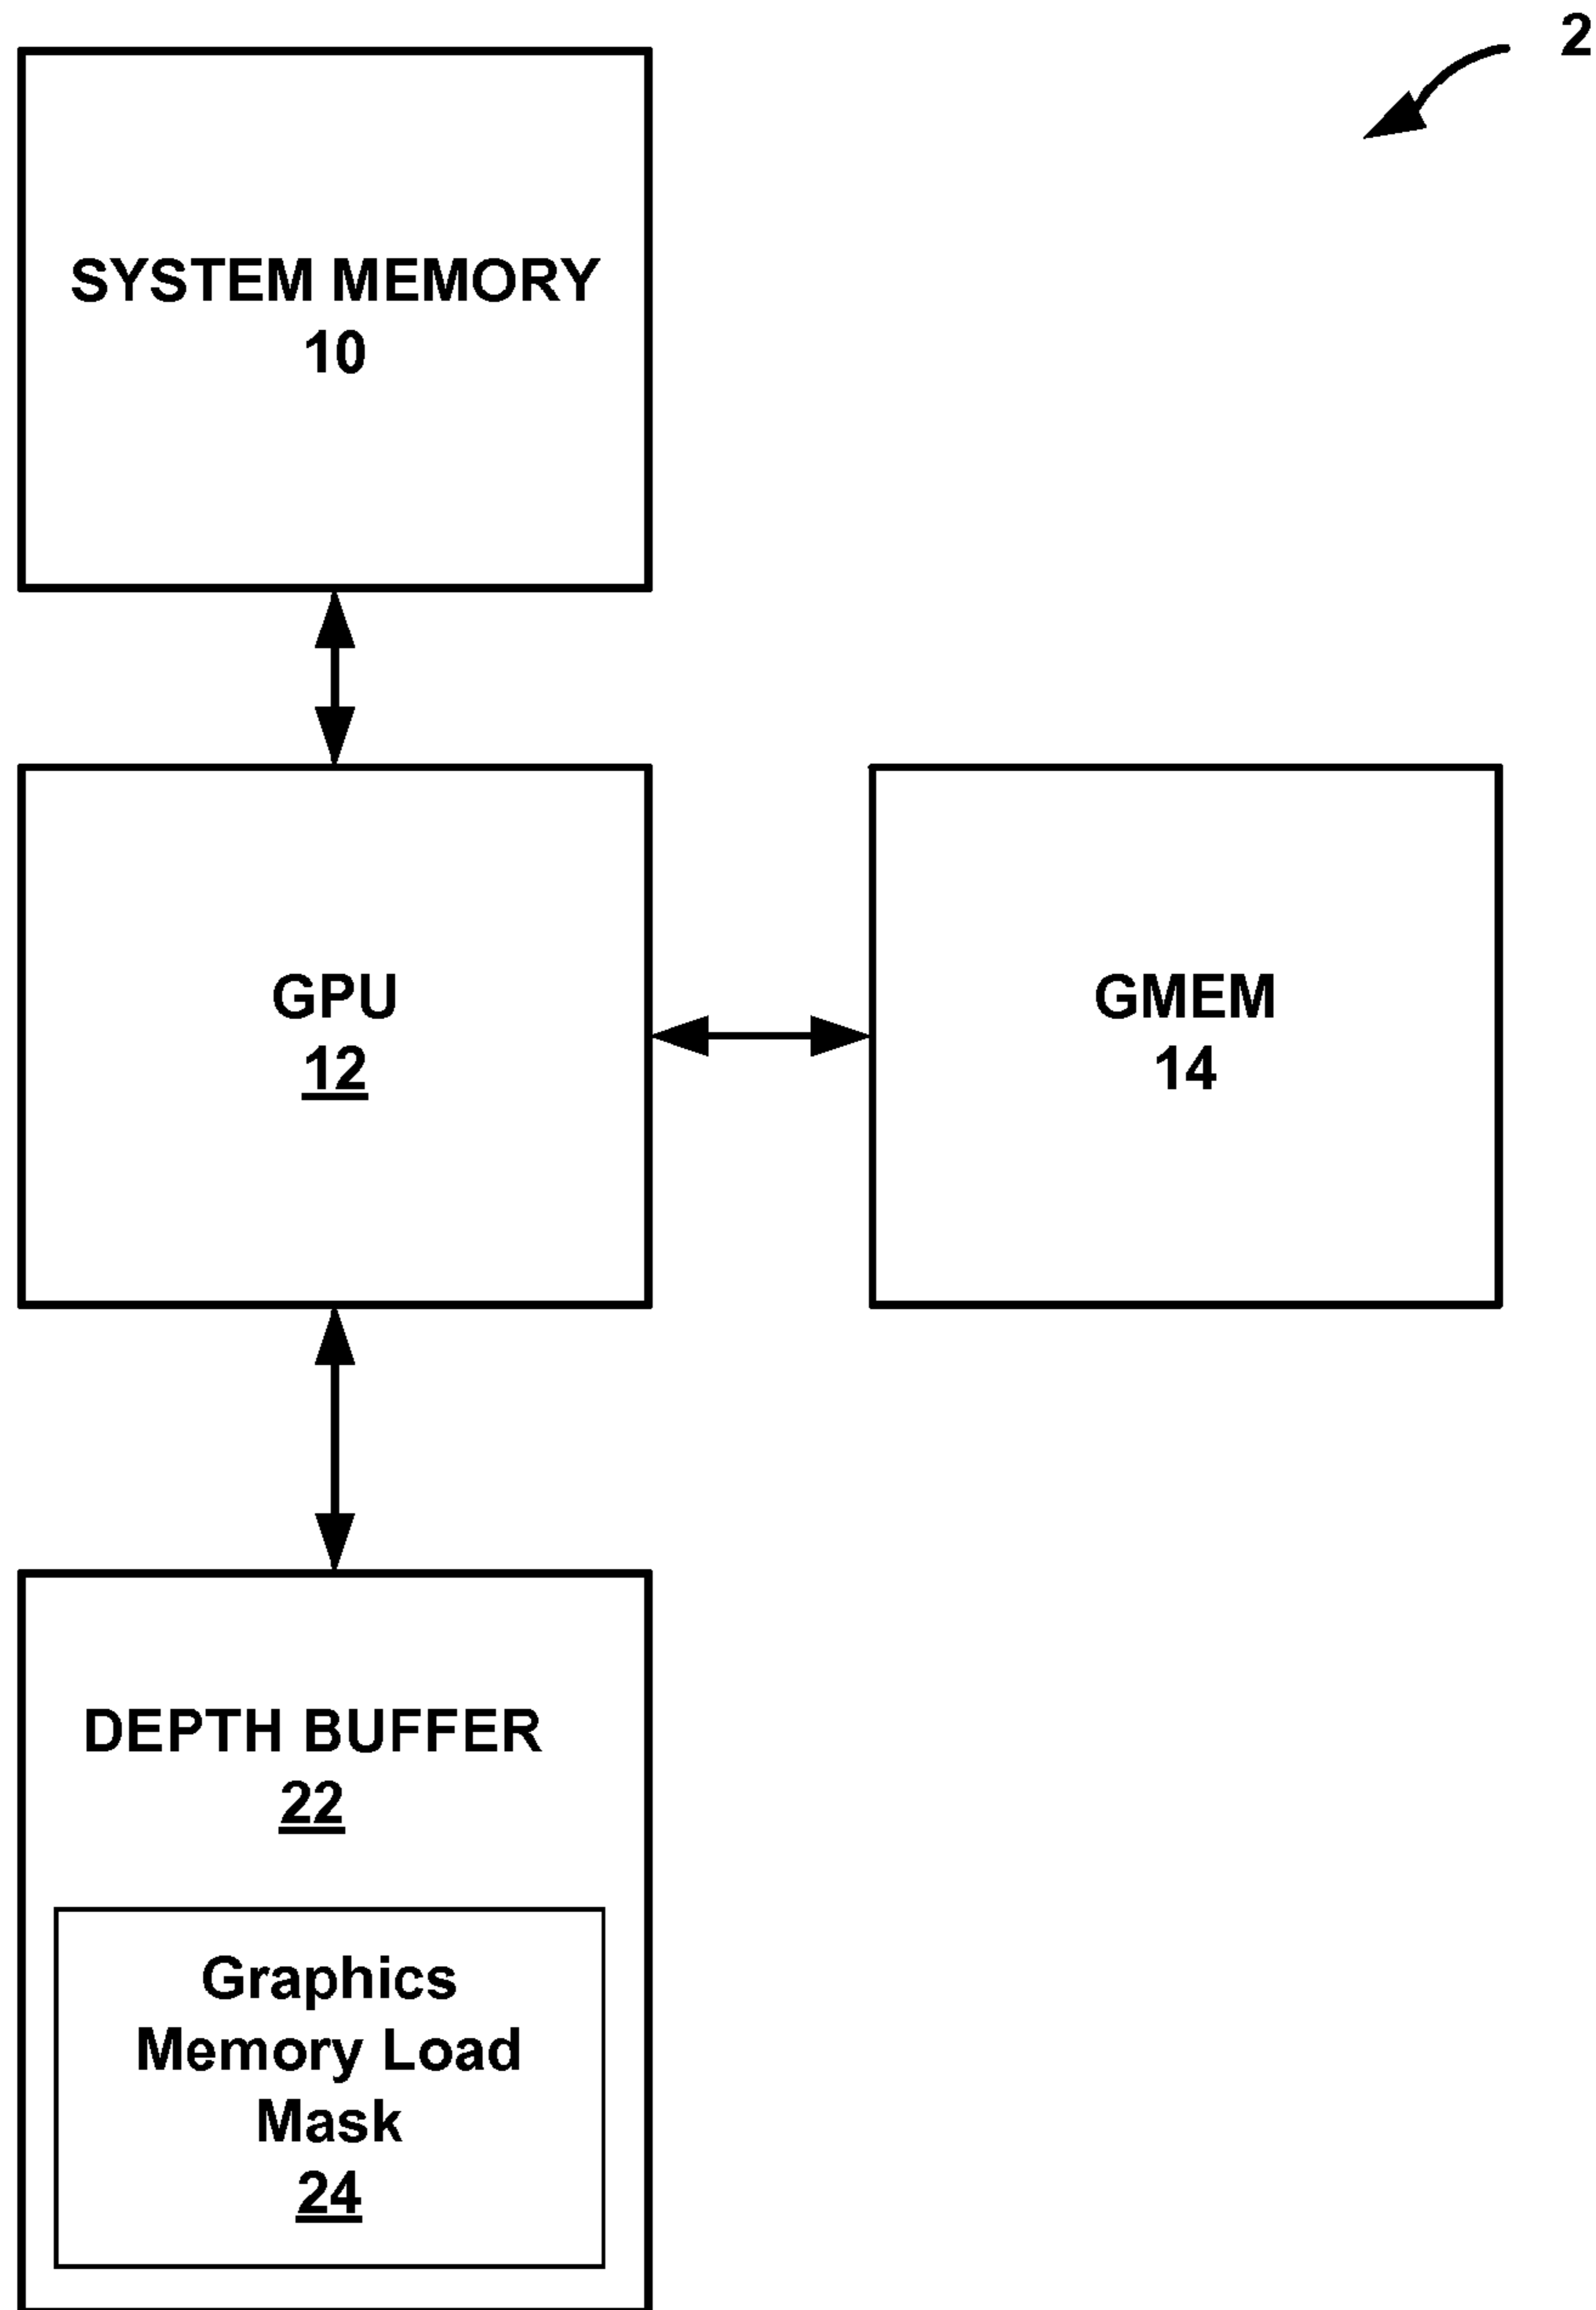 2
SYSTEM MEMORY
10
GPU
12
GMEM
14
DEPTH BUFFER
22
Graphics
Memory Load
Mask
24